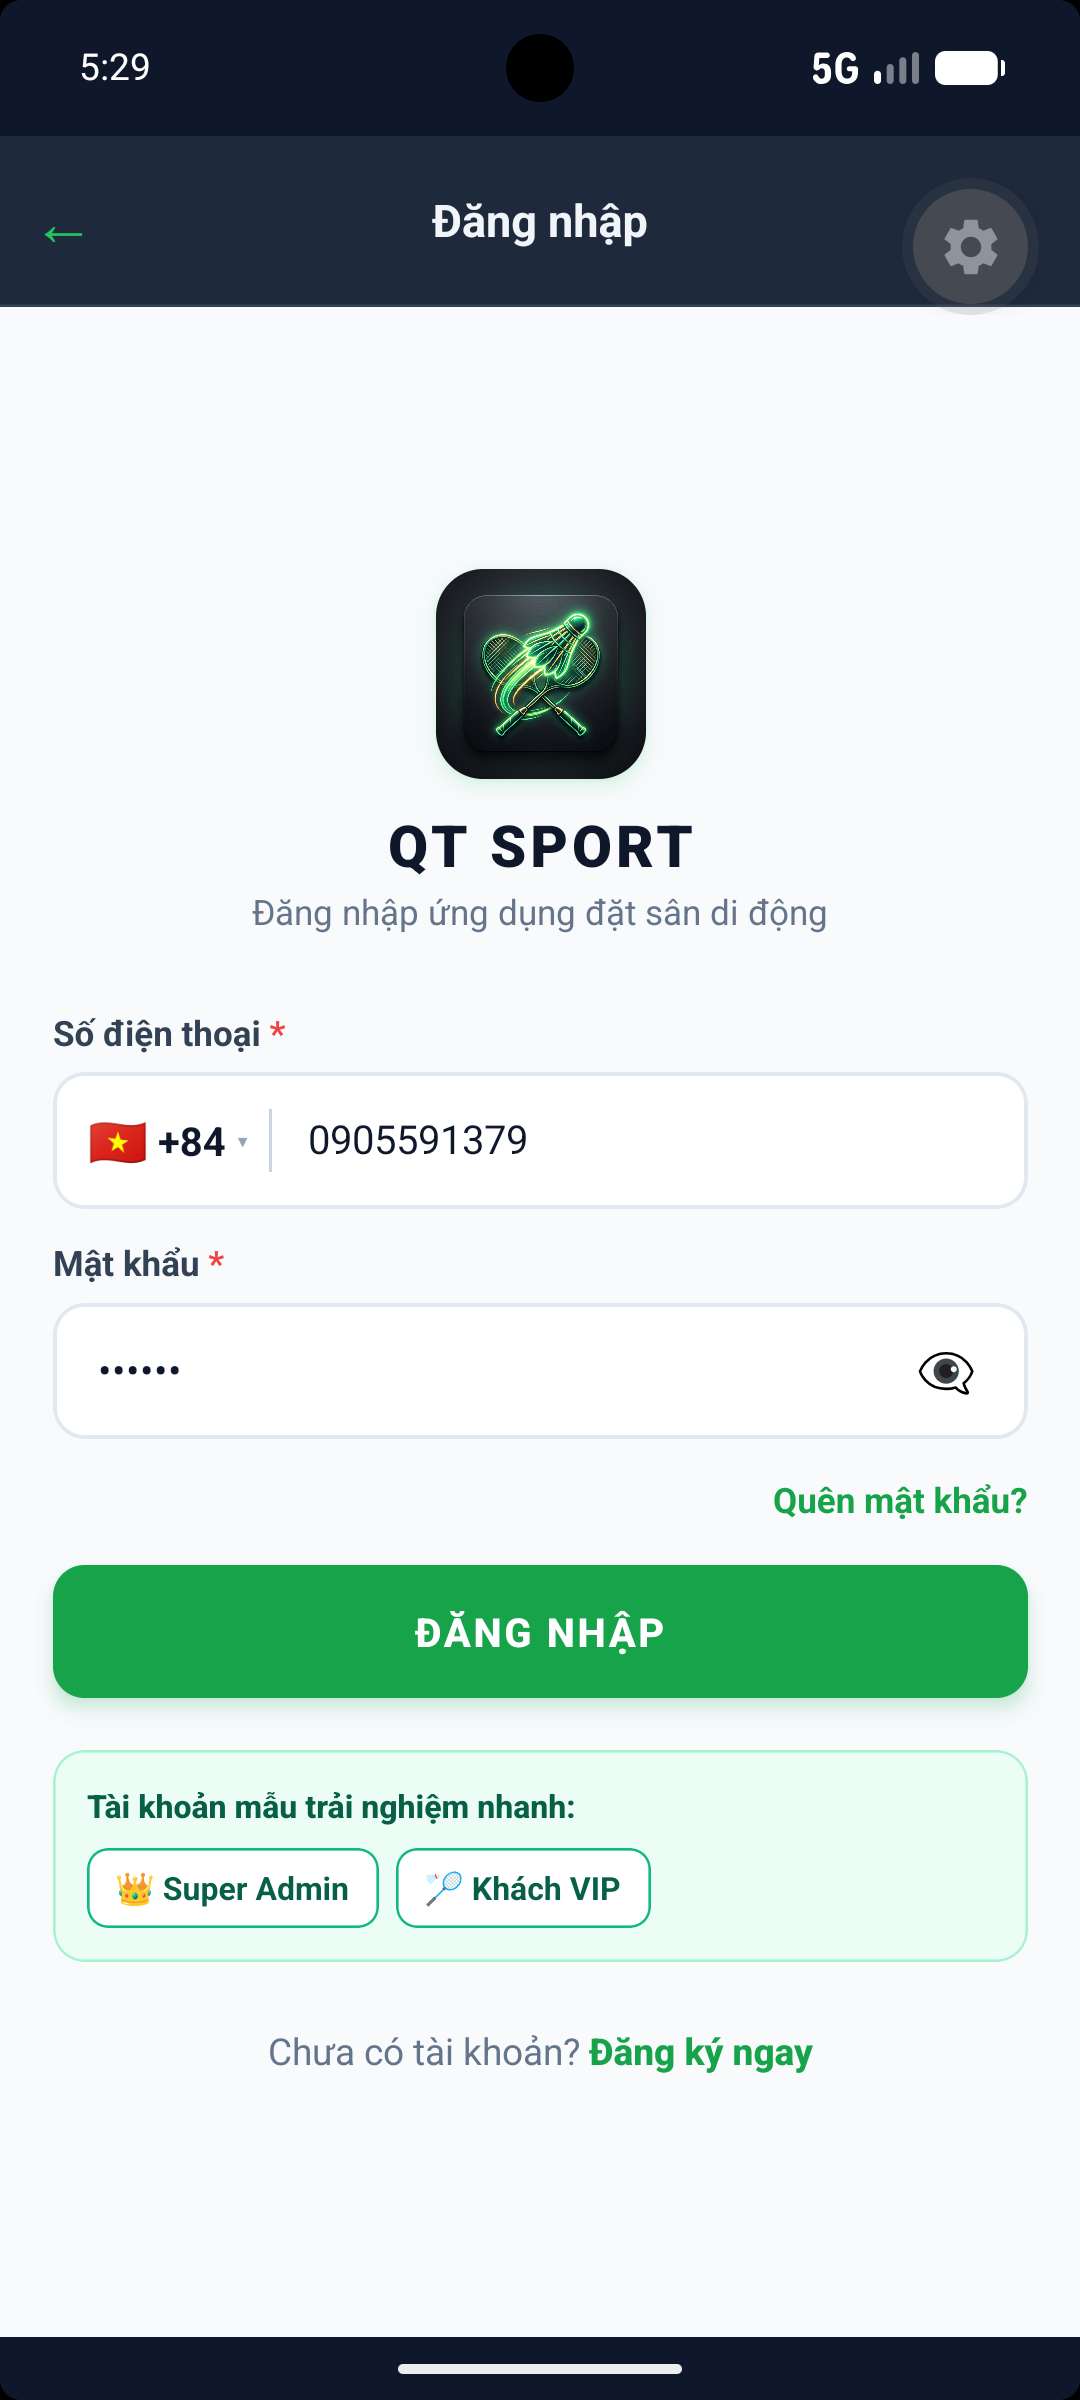 5:29
5G
← Đăng nhập
QT SPORT
Đăng nhập ứng dụng đặt sân di động
Số điện thoại *
+84 ▾ 0905591379
Mật khẩu *
••••••
Quên mật khẩu?
ĐĂNG NHẬP
Tài khoản mẫu trải nghiệm nhanh:
👑 Super Admin
🏸 Khách VIP
Chưa có tài khoản? Đăng ký ngay